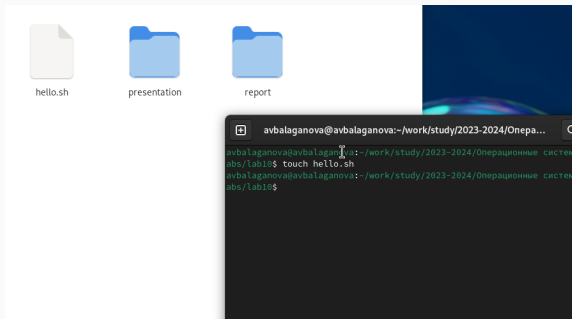 hello.sh
presentation
report
avbalaganova@avbalaganova:~/work/study/2023-2024/Опера...
avbalaganova@avbalaganova:~/work/study/2023-2024/Операционные систем
abs/lab10$ touch hello.sh
avbalaganova@avbalaganova:~/work/study/2023-2024/Операционные систем
abs/lab10$